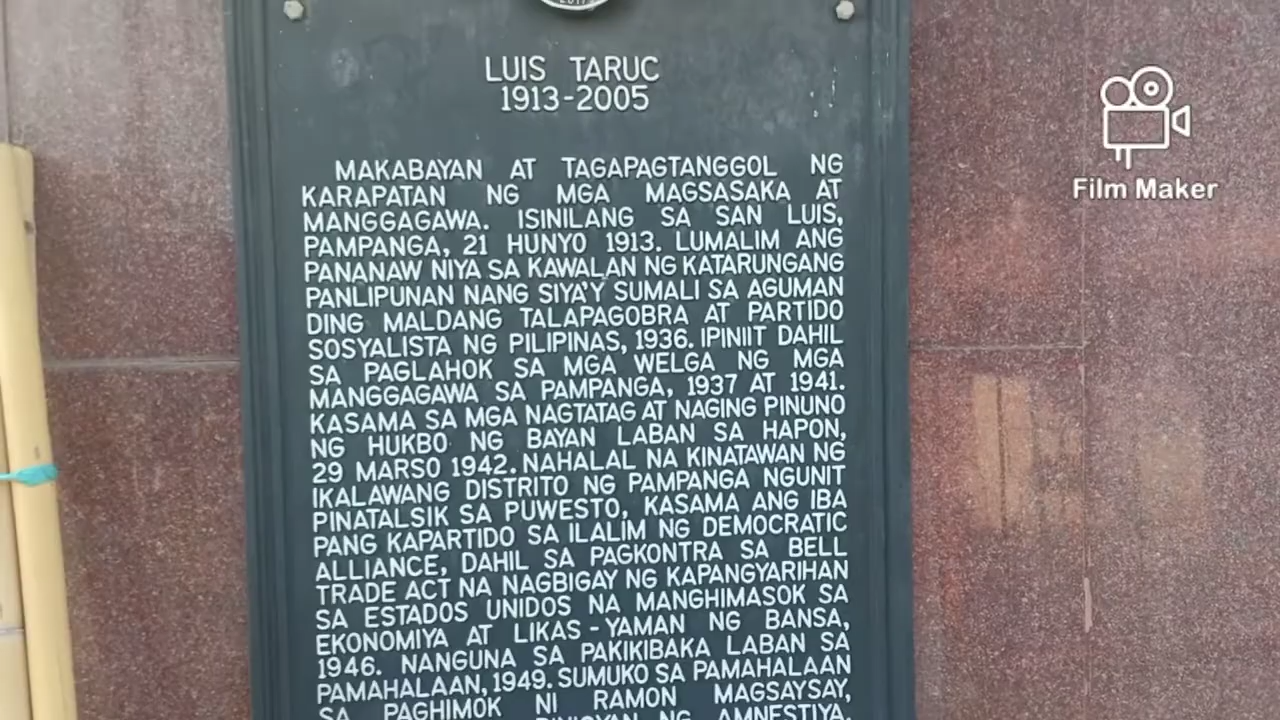 2017
LUIS TARUC
1913-2005
MAKABAYAN AT TAGAPAGTANGGOL NG
KARAPATAN NG MGA MAGSASAKA AT
MANGGAGAWA. ISINILANG SA SAN LUIS,
PAMPANGA, 21 HUNYO 1913. LUMALIM ANG
PANANAW NIYA SA KAWALAN NG KATARUNGANG
PANLIPUNAN NANG SIYA'Y SUMALI SA AGUMAN
DING MALDANG TALAPAGOBRA AT PARTIDO
SOSYALISTA NG PILIPINAS, 1936. IPINIIT DAHIL
SA PAGLAHOK SA MGA WELGA NG MGA
MANGGAGAWA SA PAMPANGA, 1937 AT 1941.
KASAMA SA MGA NAGTATAG AT NAGING PINUNO
NG HUKBO NG BAYAN LABAN SA HAPON,
29 MARSO 1942. NAHALAL NA KINATAWAN NG
IKALAWANG DISTRITO NG PAMPANGA NGUNIT
PINATALSIK SA PUWESTO, KASAMA ANG IBA
PANG KAPARTIDO SA ILALIM NG DEMOCRATIC
ALLIANCE, DAHIL SA PAGKONTRA SA BELL
TRADE ACT NA NAGBIGAY NG KAPANGYARIHAN
SA ESTADOS UNIDOS NA MANGHIMASOK SA
EKONOMIYA AT LIKAS-YAMAN NG BANSA,
1946. NANGUNA SA PAKIKIBAKA LABAN SA
PAMAHALAAN, 1949. SUMUKO SA PAMAHALAAN
SA PAGHIMOK NI RAMON MAGSAYSAY,
BINIGYAN NG AMNESTIYA,
Film Maker